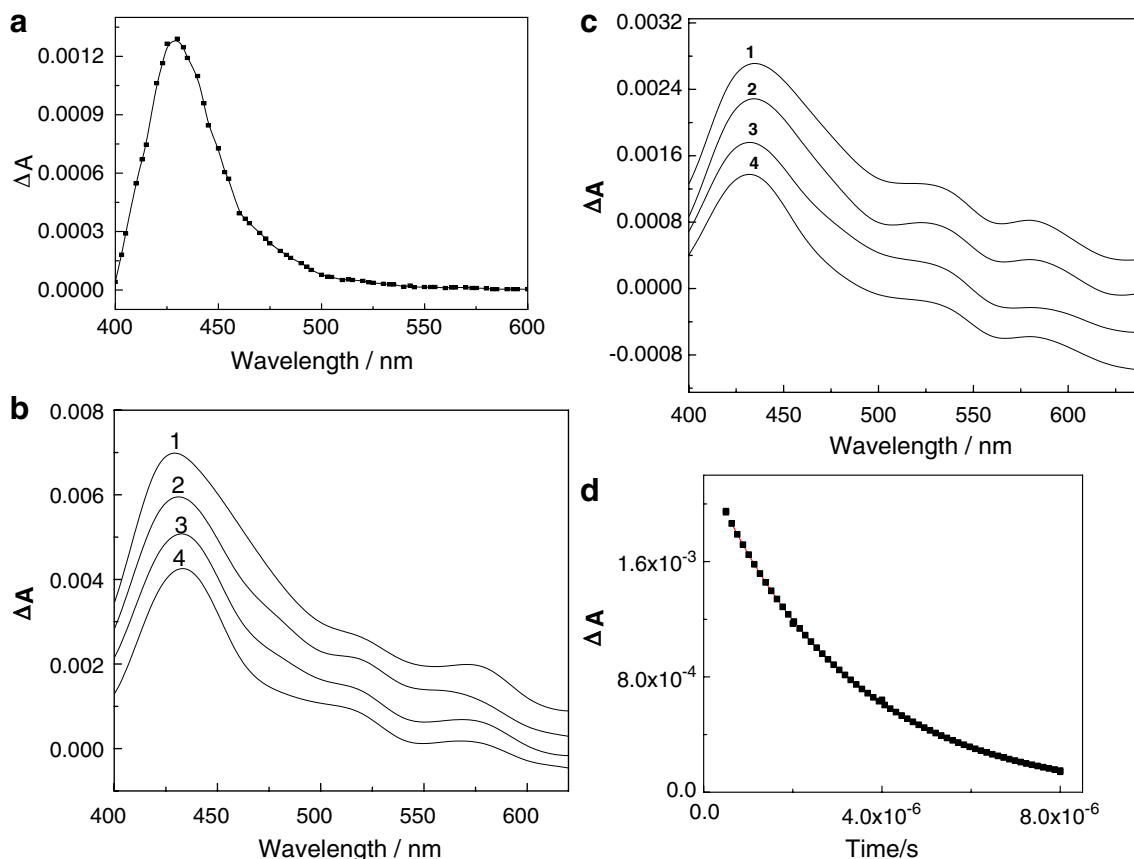 a
0.0012
0.0009
0.0006
0.0003
0.0000
ΔA
400 450 500 550 600
Wavelength / nm
b
0.008
0.006
0.004
0.002
0.000
ΔA
1
2
3
4
400 450 500 550 600
Wavelength / nm
c
0.0032
0.0024
0.0016
0.0008
0.0000
-0.0008
ΔA
1
2
3
4
400 450 500 550 600
Wavelength / nm
d
1.6x10⁻³
8.0x10⁻⁴
0.0
ΔA
0.0 4.0x10⁻⁶ 8.0x10⁻⁶
Time/s